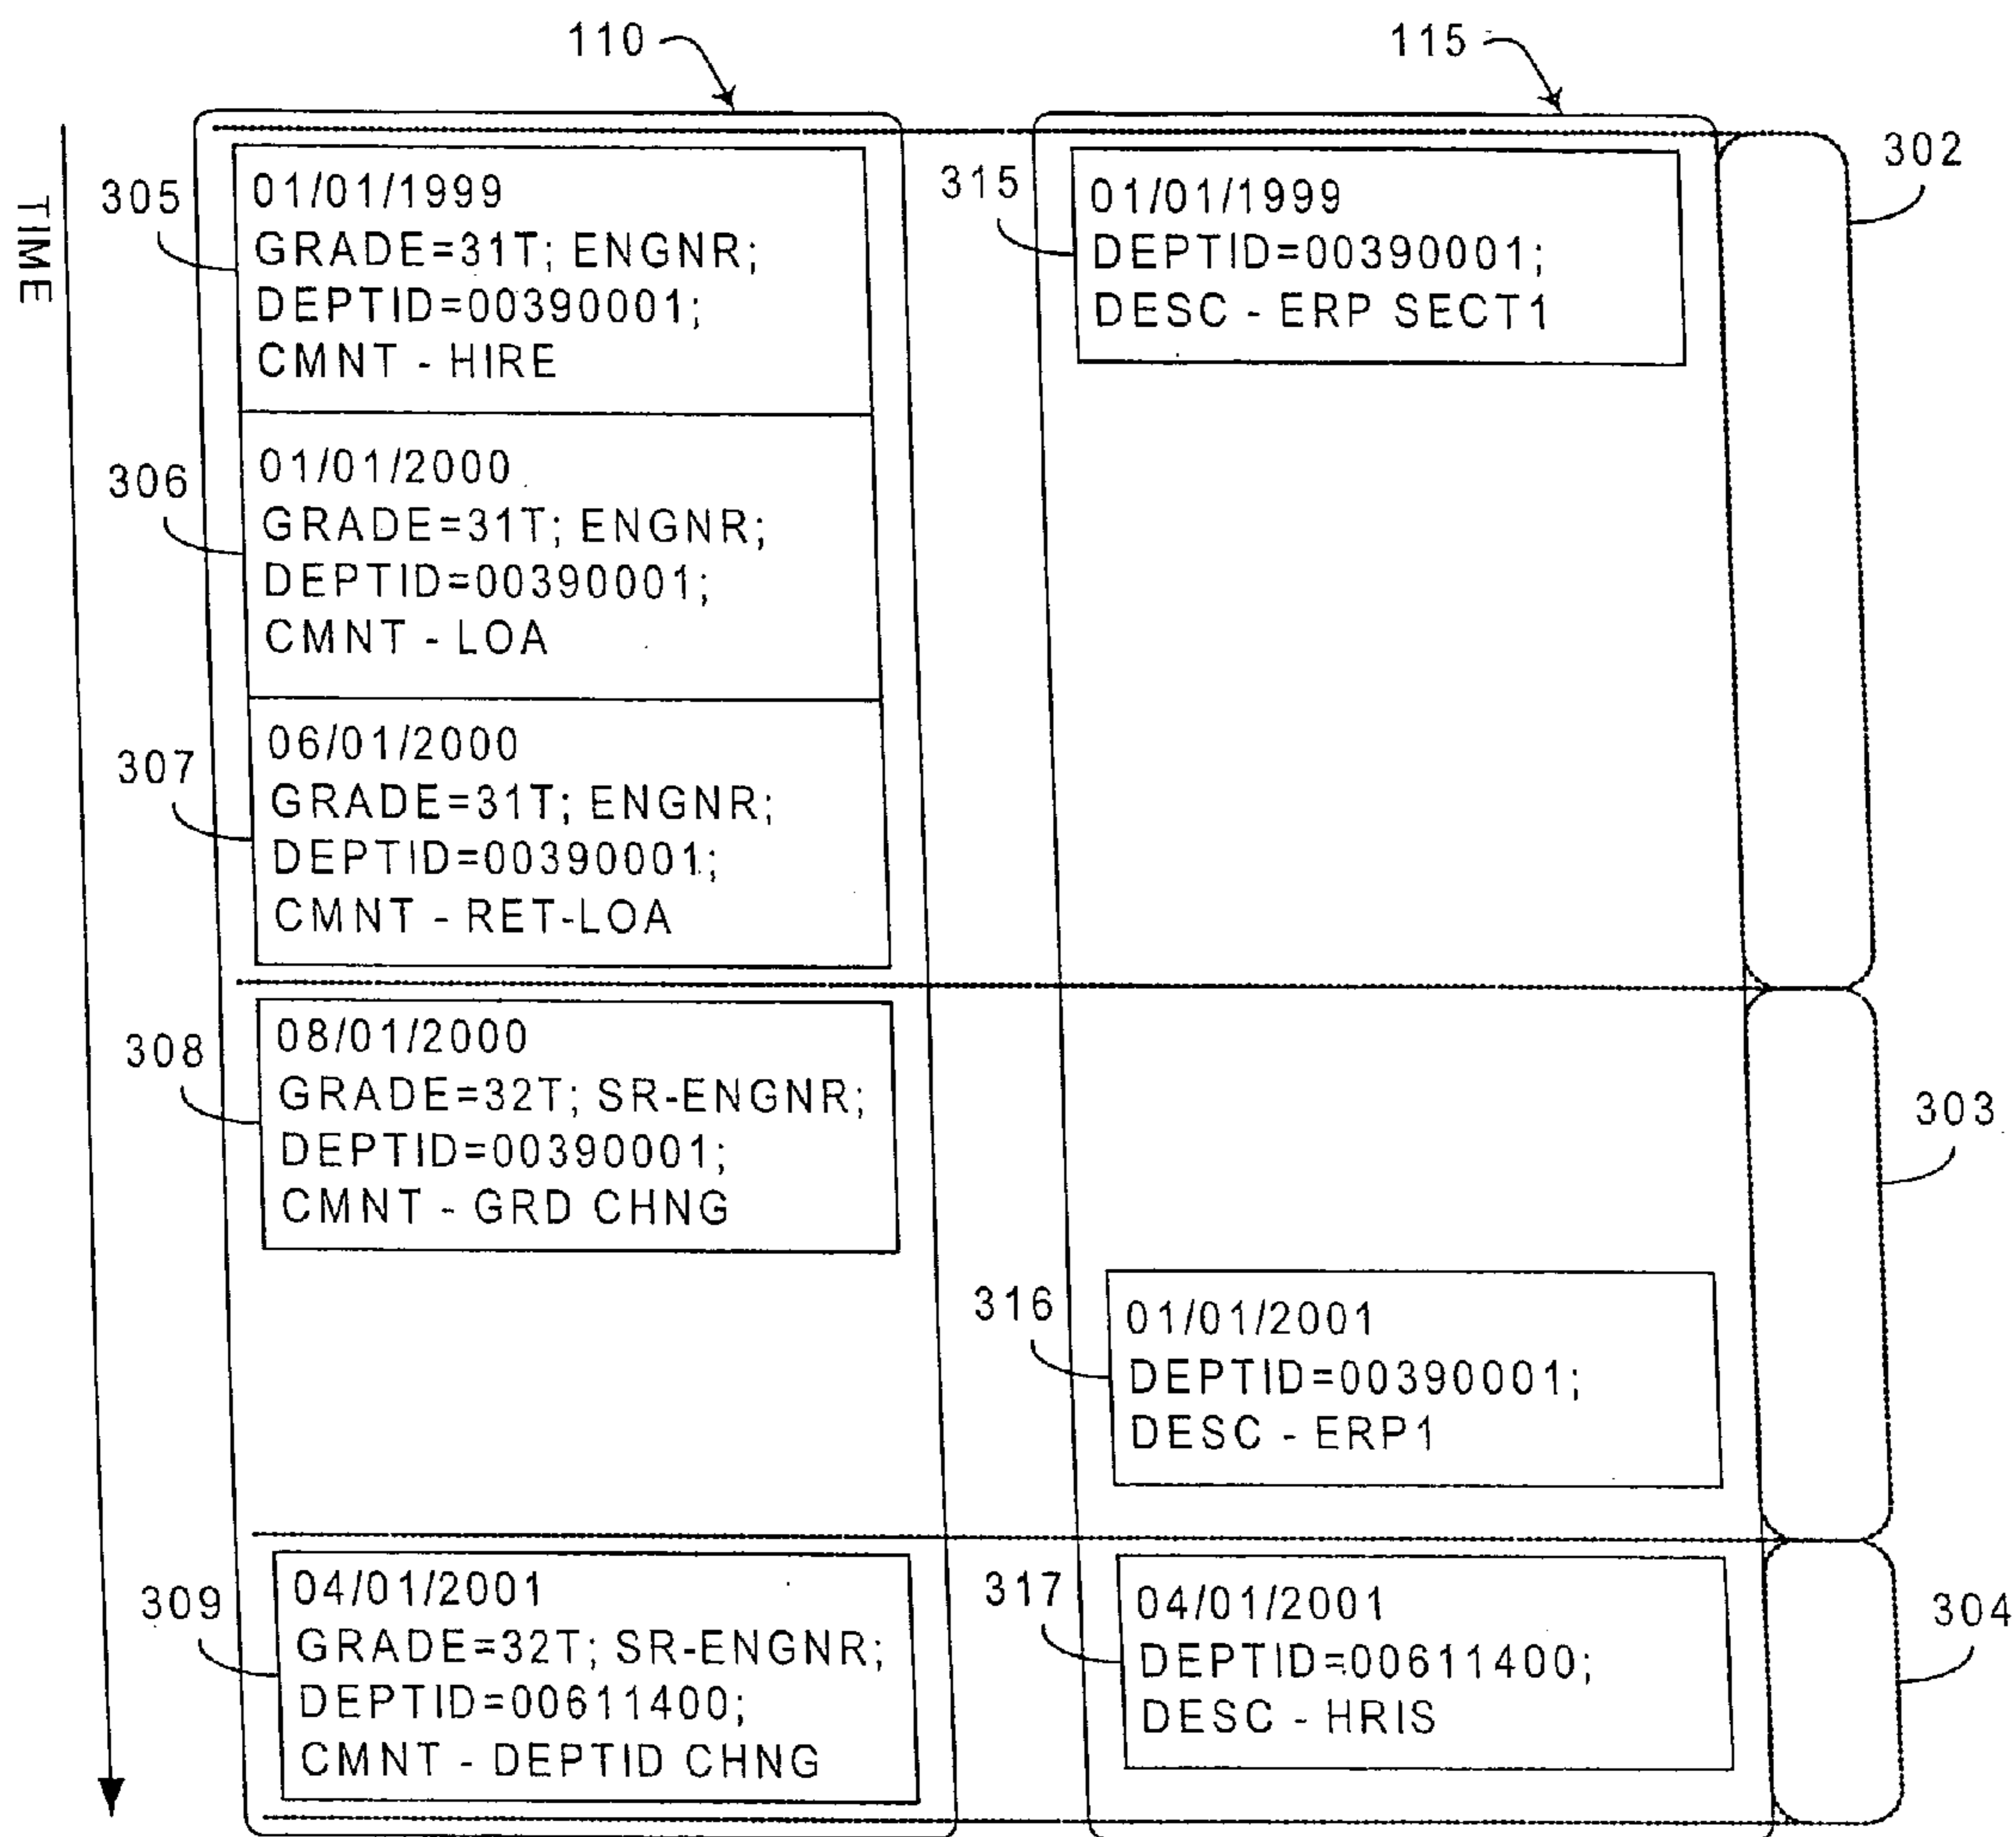 110
115
TIME
302
305
01/01/1999
GRADE=31T; ENGNR;
DEPTID=00390001;
CMNT - HIRE
315
01/01/1999
DEPTID=00390001;
DESC - ERP SECT1
306
01/01/2000
GRADE=31T; ENGNR;
DEPTID=00390001;
CMNT - LOA
307
06/01/2000
GRADE=31T; ENGNR;
DEPTID=00390001;
CMNT - RET-LOA
308
08/01/2000
GRADE=32T; SR-ENGNR;
DEPTID=00390001;
CMNT - GRD CHNG
303
316
01/01/2001
DEPTID=00390001;
DESC - ERP1
309
04/01/2001
GRADE=32T; SR-ENGNR;
DEPTID=00611400;
CMNT - DEPTID CHNG
317
04/01/2001
DEPTID=00611400;
DESC - HRIS
304